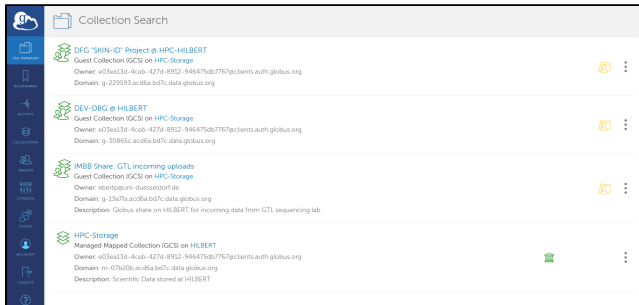 Collection Search
FILE MANAGER
BOOKMARKS
ACTIVITY
COLLECTIONS
GROUPS
CONSOLE
FLOWS
ACCOUNT
LOGOUT
DFG "SKIN-ID" Project @ HPC-HILBERT
Guest Collection (GCS) on HPC-Storage
Owner: e03ea13d-4ceb-427d-8912-946475db7767@clients.auth.globus.org
Domain: g-229593.acd6a.bd7c.data.globus.org
DEV-DBG @ HILBERT
Guest Collection (GCS) on HPC-Storage
Owner: e03ea13d-4ceb-427d-8912-946475db7767@clients.auth.globus.org
Domain: g-30865c.acd6a.bd7c.data.globus.org
IMBB Share: GTL incoming uploads
Guest Collection (GCS) on HPC-Storage
Owner: ebertp@uni-duesseldorf.de
Domain: g-13a7fa.acd6a.bd7c.data.globus.org
Description: Globus share on HILBERT for incoming data from GTL sequencing lab
HPC-Storage
Managed Mapped Collection (GCS) on HILBERT
Owner: e03ea13d-4ceb-427d-8912-946475db7767@clients.auth.globus.org
Domain: m-07b20b.acd6a.bd7c.data.globus.org
Description: Scientific Data stored at HILBERT